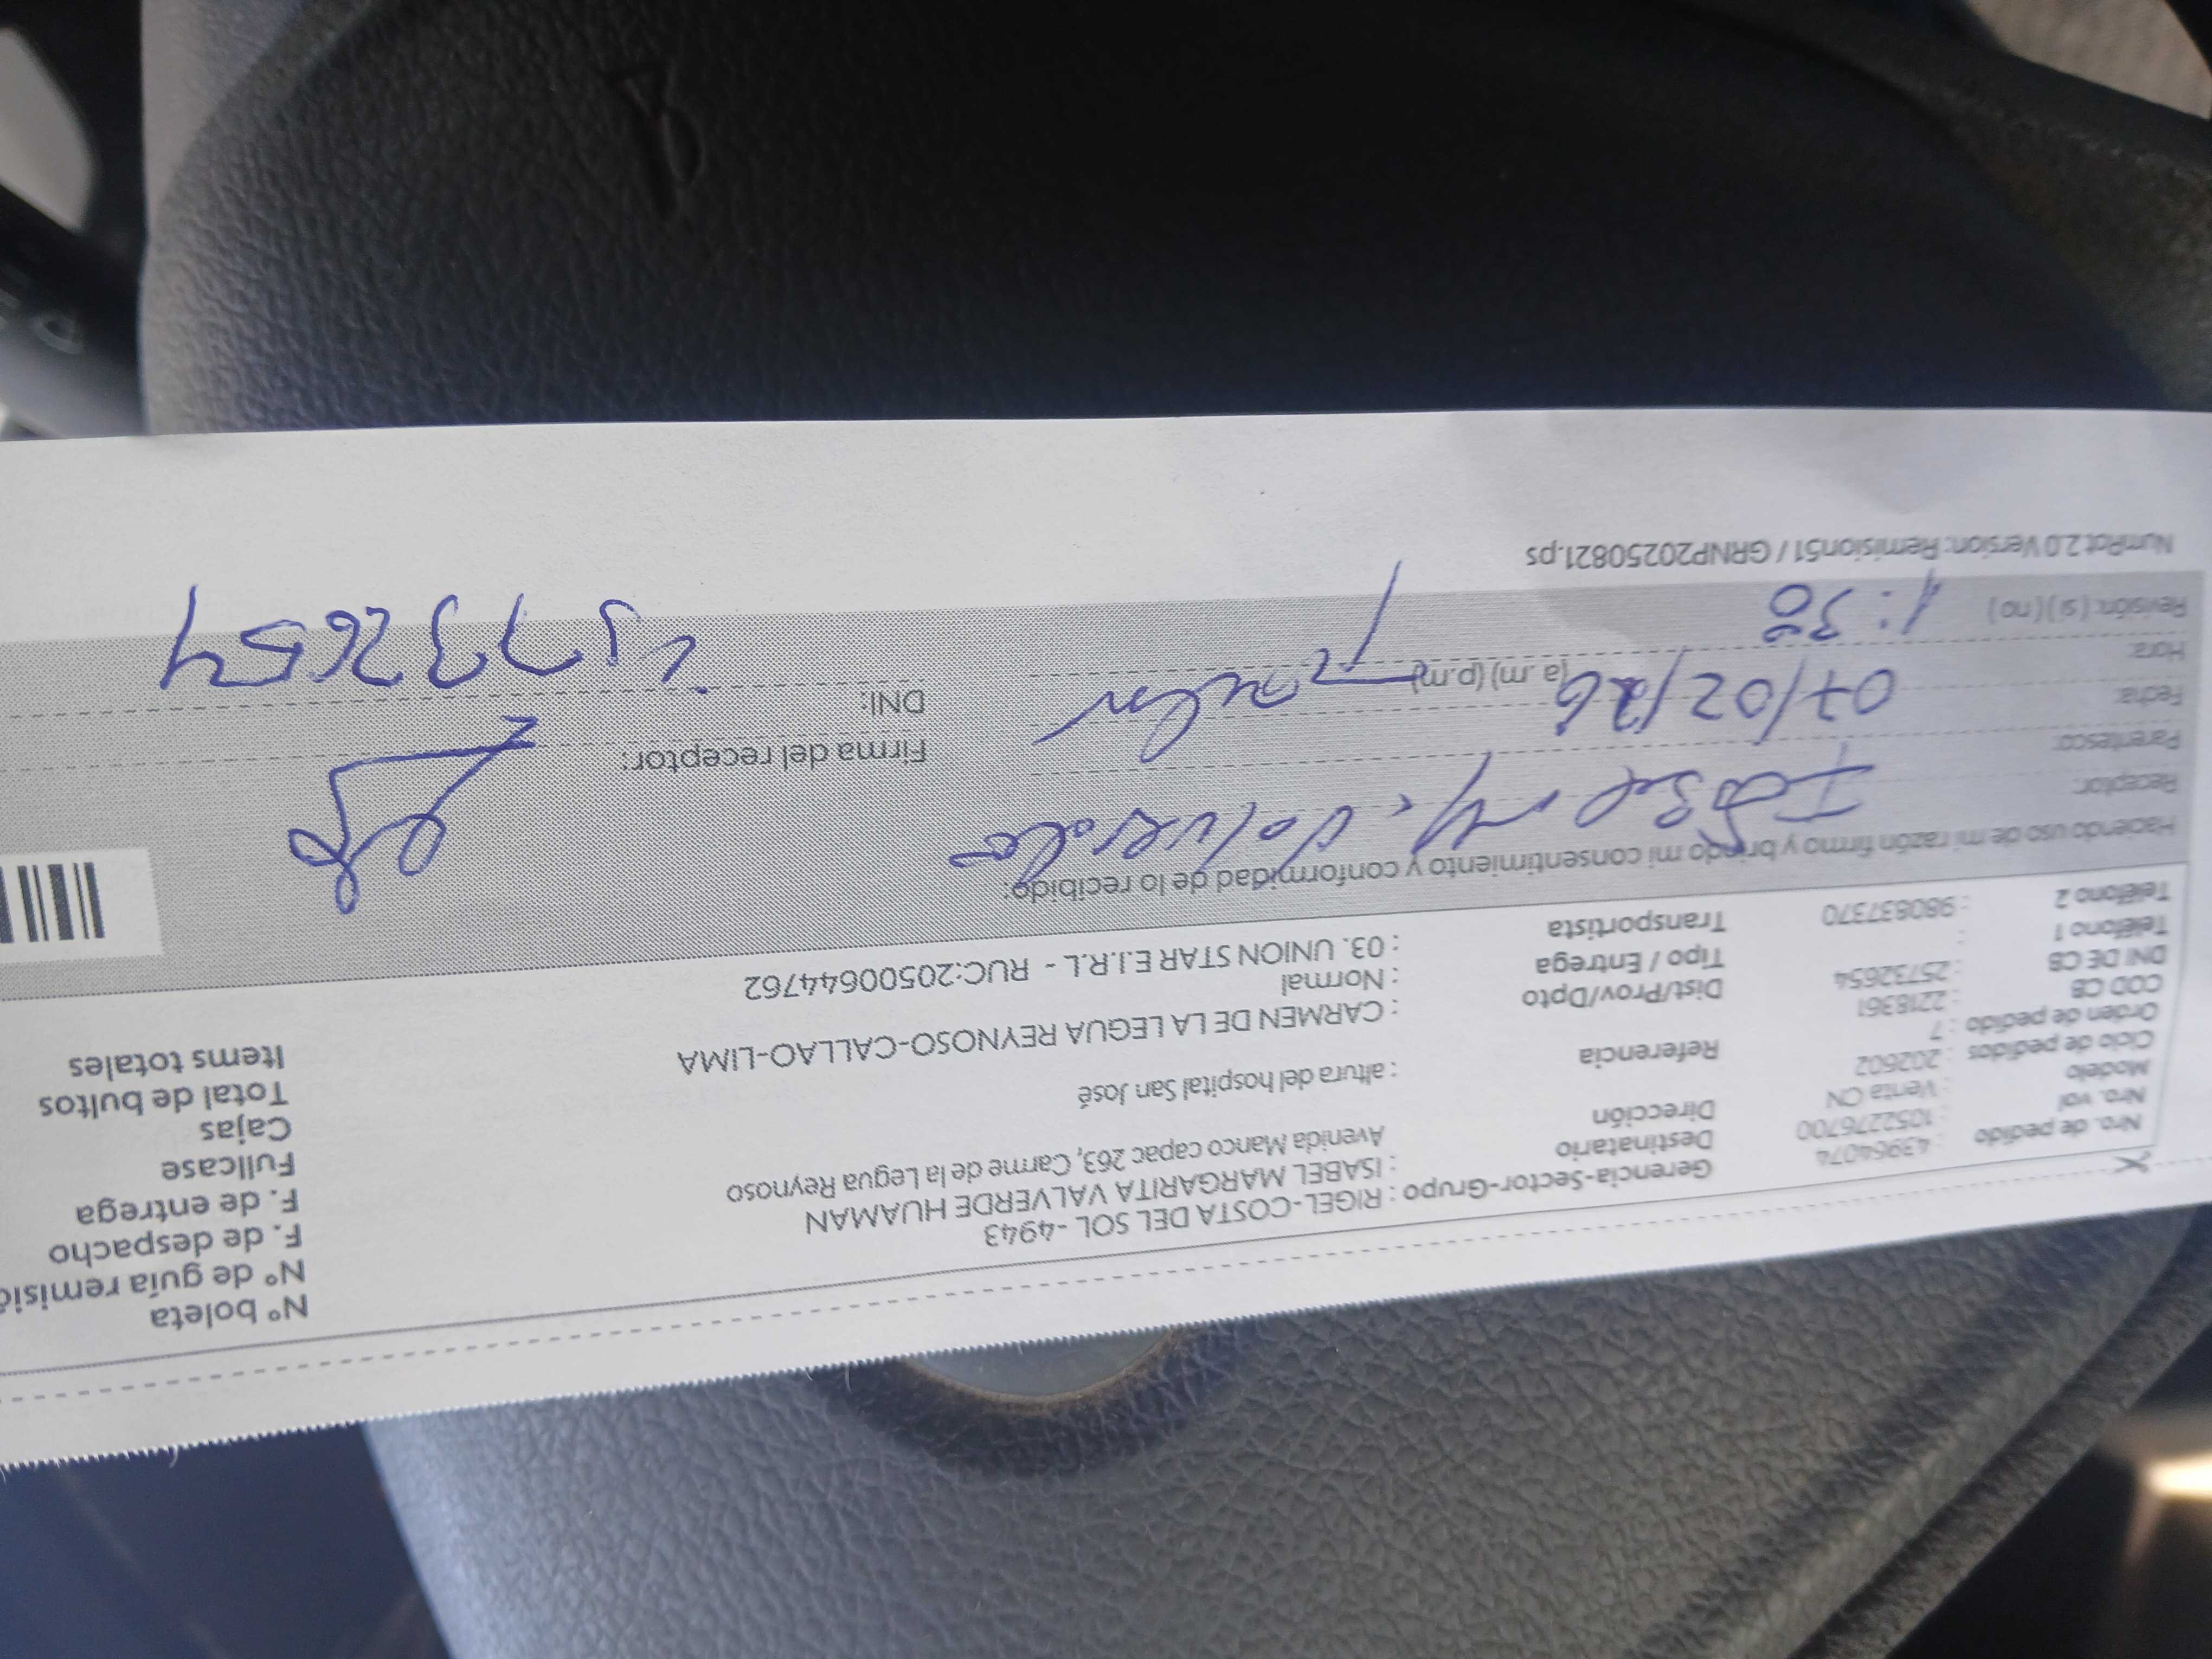 Gerencia-Sector-Grupo : RIGEL-COSTA DEL SOL -4943
Nro. de pedido : 43964074
Destinatario : ISABEL MARGARITA VALVERDE HUAMAN
Nro. vol : 1052276700
Dirección Avenida Manco capac 263, Carme de la Legua Reynoso
Modelo : Venta CN
Ciclo de pedidos : 202602
Referencia : altura del hospital San José
Orden de pedido : 7
COD CB : 2218361
Dist/Prov/Dpto : CARMEN DE LA LEGUA REYNOSO-CALLAO-LIMA
DNI DE CB : 25732654
Tipo / Entrega : Normal
Teléfono 1 :
Transportista : 03. UNION STAR E.I.R.L - RUC:20500644762
Teléfono 2 : 980837370
N° boleta
N° de guía remisió
F. de despacho
F. de entrega
Fullcase
Cajas
Total de bultos
Items totales
Haciendo uso de mi razón firmo y brindo mi consentimiento y conformidad de lo recibido:
Receptor: Isabel M. Valverde
Parentesco:
Firma del receptor:
Fecha: 07/02/26
DNI: 25732654
Hora: (a .m) (p.m)
1:38
Revisión: ( si ) ( no )
NumRot 2.0 Version: Remision51 / GRNP20250821.ps